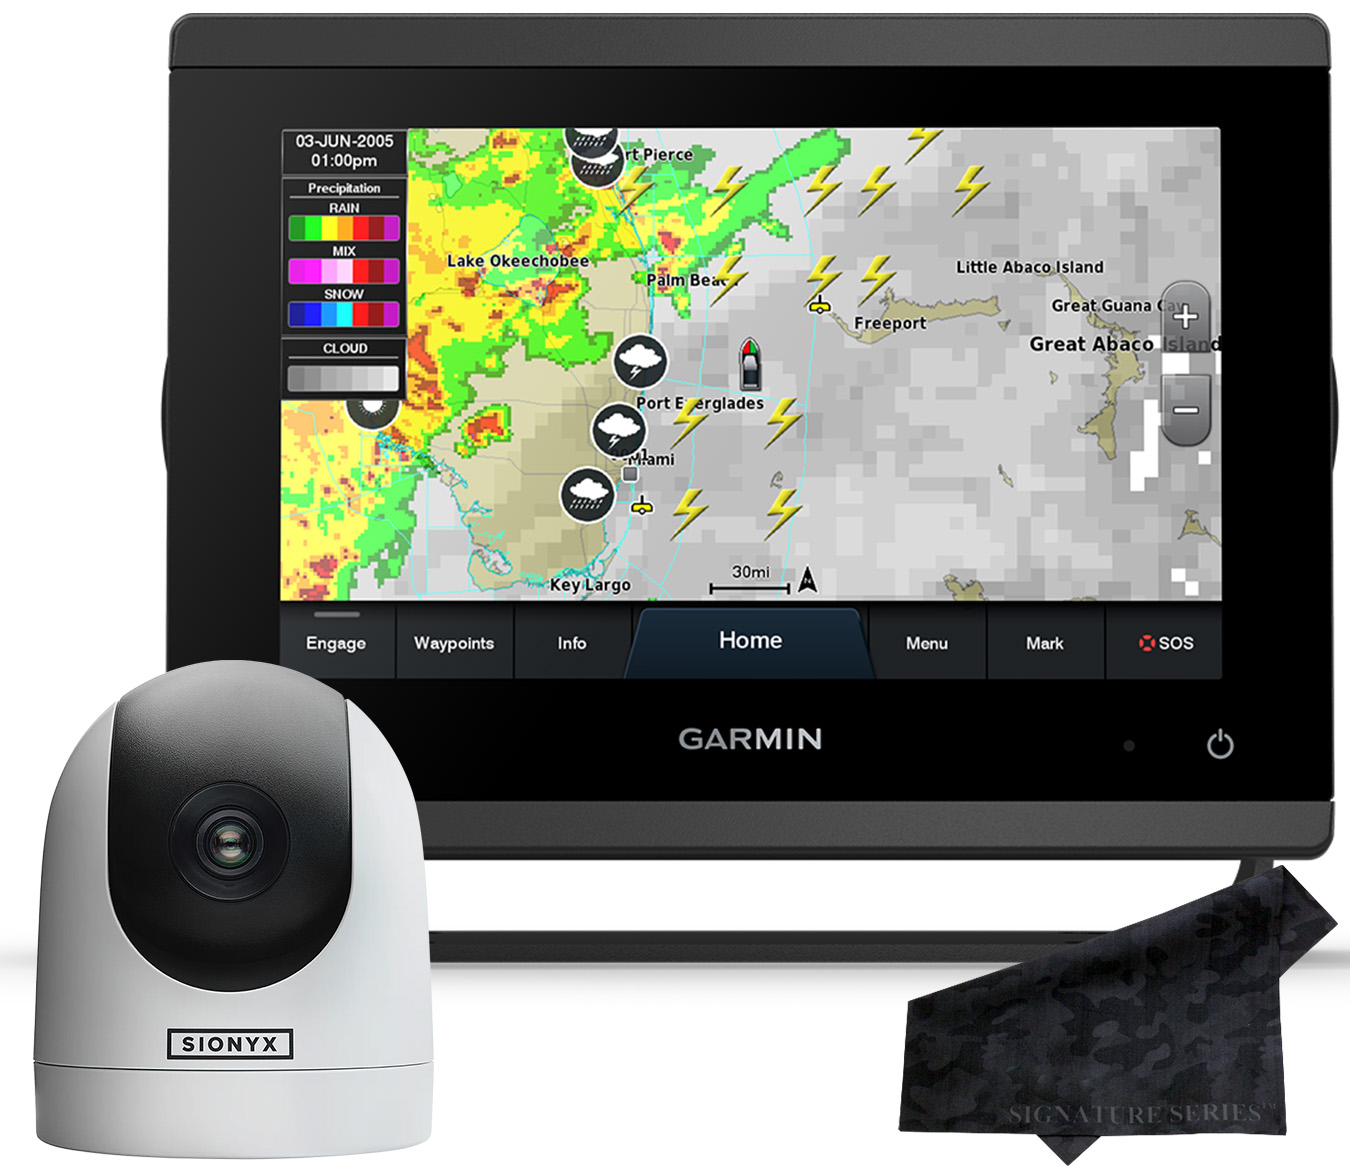 03-JUN-2005
01:00pm
Precipitation
RAIN
MIX
SNOW
CLOUD
rt Pierce
Lake Okeechobee
Palm Bea
Little Abaco Island
Great Guana Ca
Freeport
Great Abaco Island
Port Everglades
Miami
30mi
N
Key Largo
Engage
Waypoints
Info
Home
Menu
Mark
SOS
GARMIN
SIONYX
SIGNATURE SERIES™